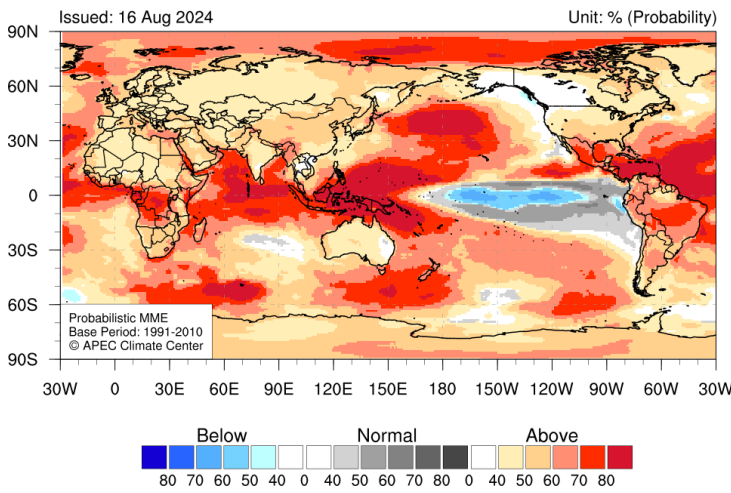 Issued: 16 Aug 2024 Unit: % (Probability)
90N
60N
30N
0
30S
60S
90S
Probabilistic MME
Base Period: 1991-2010
© APEC Climate Center
30W 0 30E 60E 90E 120E 150E 180 150W 120W 90W 60W 30W
Below Normal Above
80 70 60 50 40 0 40 50 60 70 80 0 40 50 60 70 80